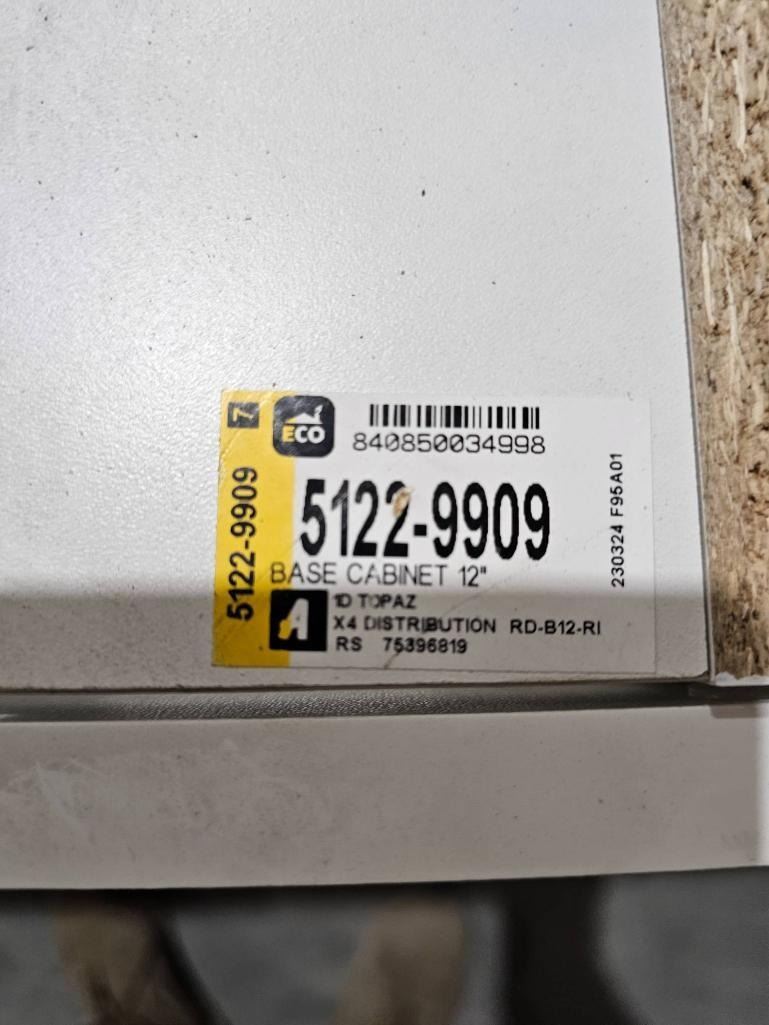 7
5122-9909
ECO
2
840850034998
5122-9909
BASE CABINET 12"
A
1D TOPAZ
X4 DISTRIBUTION RD-B12-RI
RS 75396819
230324 F95A01